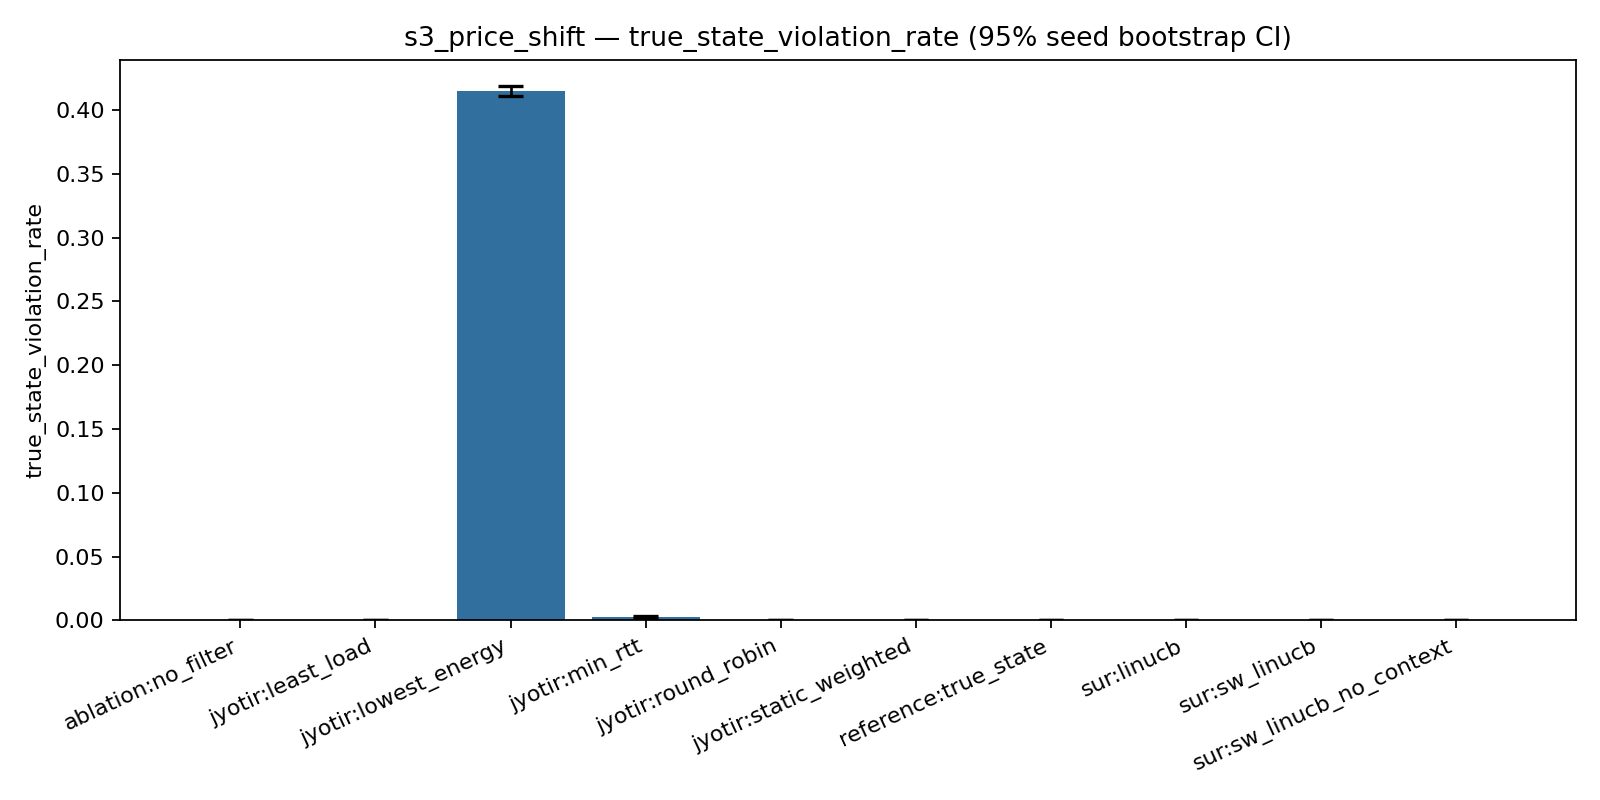 s3_price_shift — true_state_violation_rate (95% seed bootstrap CI)
true_state_violation_rate
0.40
0.35
0.30
0.25
0.20
0.15
0.10
0.05
0.00
ablation:no_filter
jyotir:least_load
jyotir:lowest_energy
jyotir:min_rtt
jyotir:round_robin
jyotir:static_weighted
reference:true_state
sur:linucb
sur:sw_linucb
sur:sw_linucb_no_context